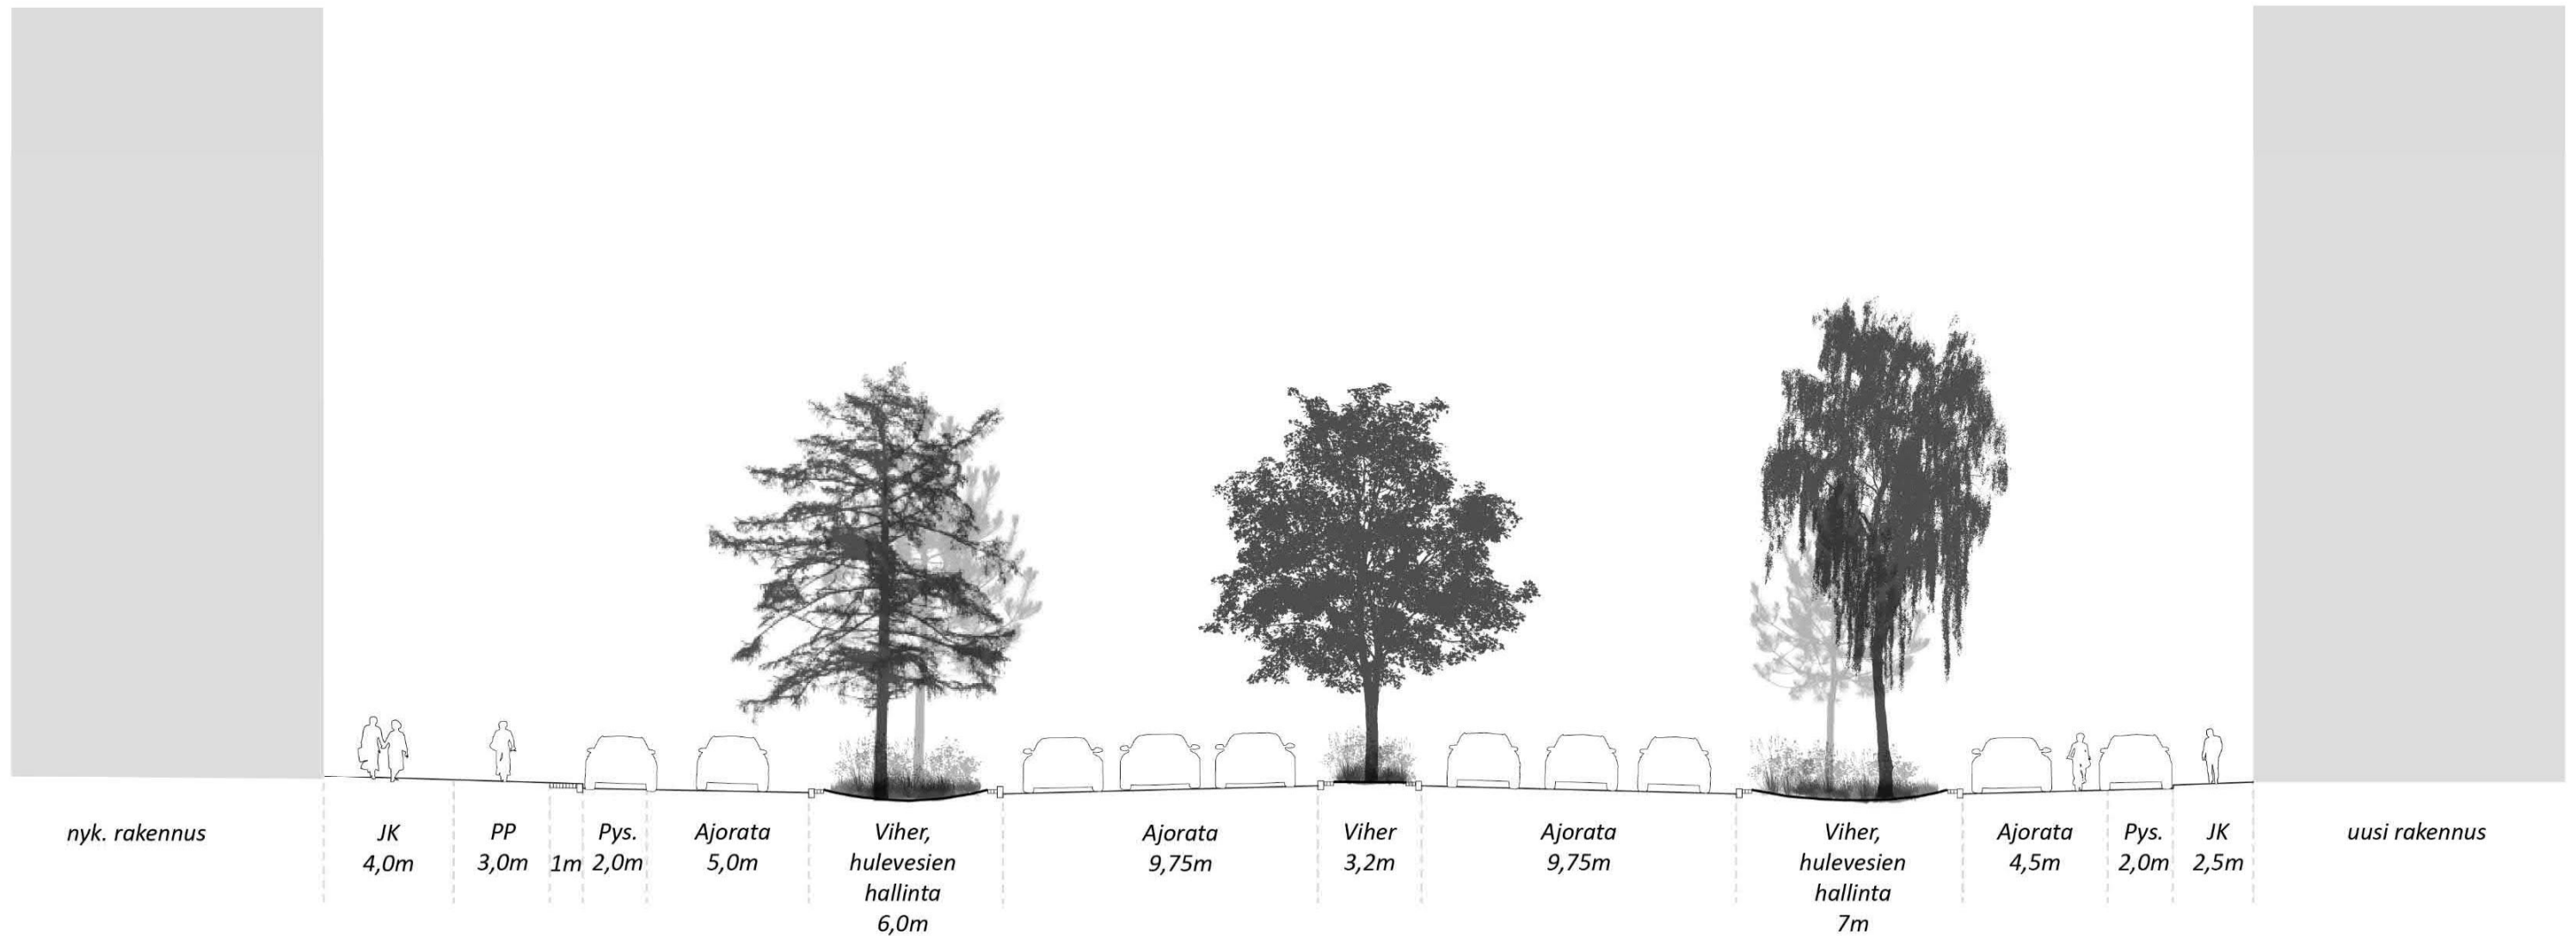 nyk. rakennus
JK
4,0m
PP
3,0m
1m
Pys.
2,0m
Ajorata
5,0m
Viher,
hulevesien
hallinta
6,0m
Ajorata
9,75m
Viher
3,2m
Ajorata
9,75m
Viher,
hulevesien
hallinta
7m
Ajorata
4,5m
Pys.
2,0m
JK
2,5m
uusi rakennus